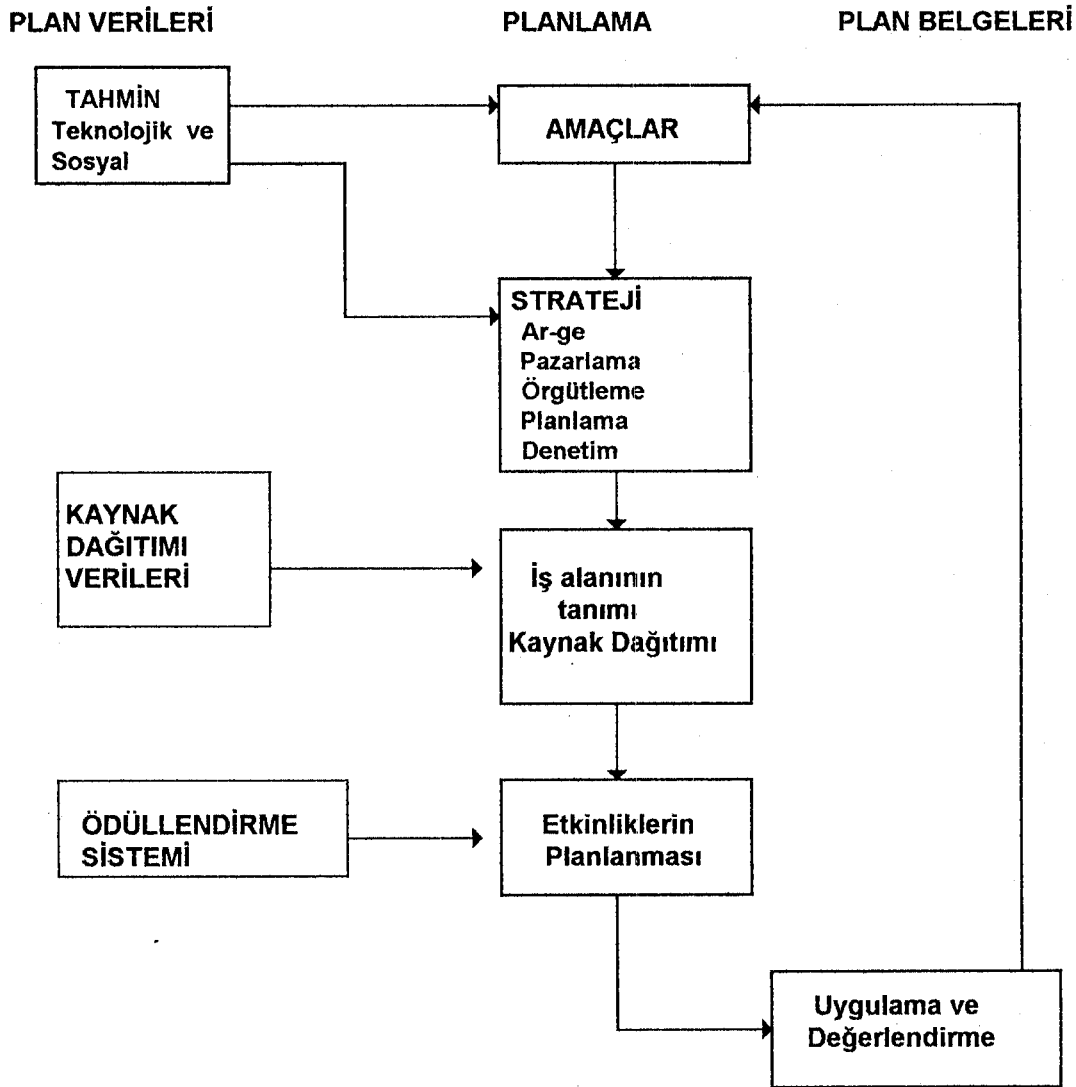 PLAN VERİLERİ
PLANLAMA
PLAN BELGELERİ
TAHMİN
Teknolojik ve
Sosyal
AMAÇLAR
STRATEJİ
Ar-ge
Pazarlama
Örgütleme
Planlama
Denetim
KAYNAK
DAĞITIMI
VERİLERİ
İş alanının
tanımı
Kaynak Dağıtımı
ÖDÜLLENDİRME
SİSTEMİ
Etkinliklerin
Planlanması
Uygulama ve
Değerlendirme